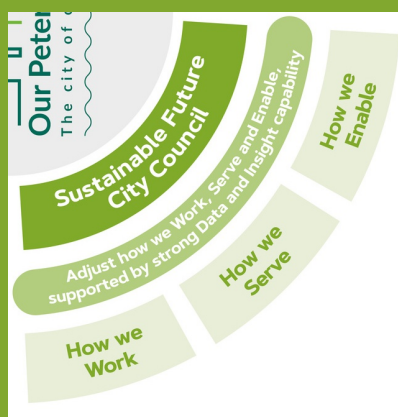 Our Peter
The city of
Sustainable Future
City Council
Adjust how we Work, Serve and Enable,
supported by strong Data and Insight capability
How we
Work
How we
Serve
How we
Enable